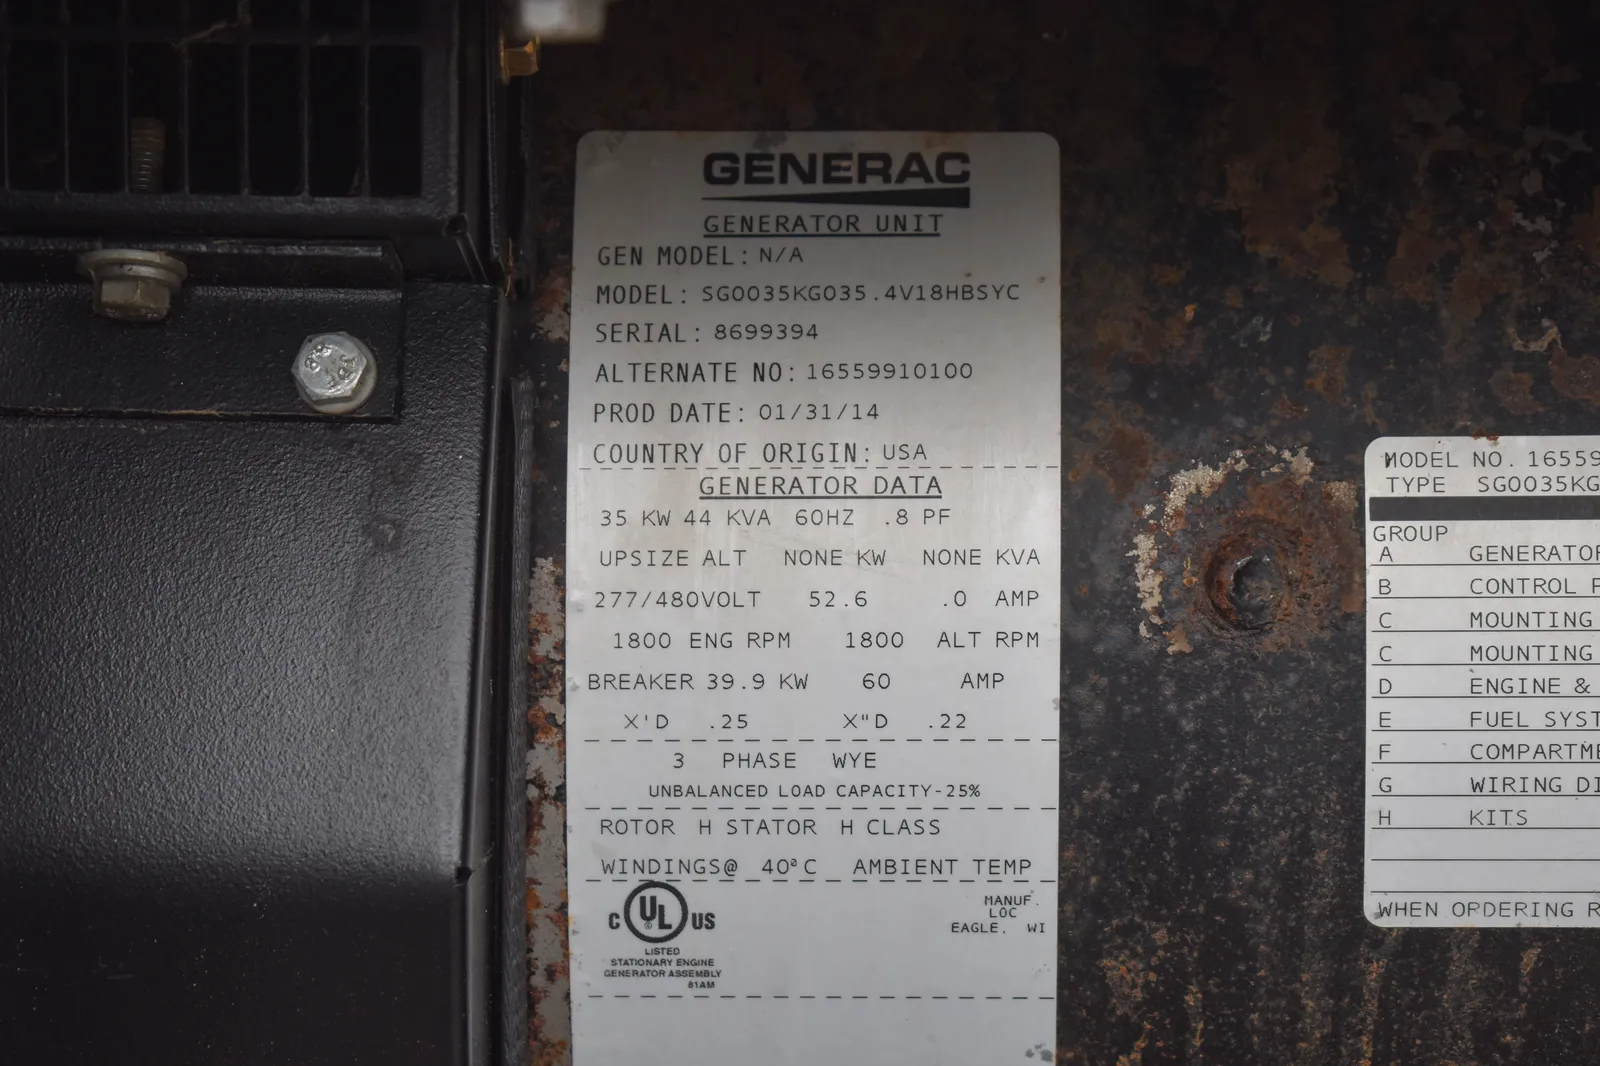 GENERAC
GENERATOR UNIT
GEN MODEL: N/A
MODEL: SG0035KG035.4V18HBSYC
SERIAL: 8699394
ALTERNATE NO: 16559910100
PROD DATE: 01/31/14
COUNTRY OF ORIGIN: USA
GENERATOR DATA
35 KW 44 KVA 60HZ .8 PF
UPSIZE ALT NONE KW NONE KVA
277/480VOLT 52.6 .0 AMP
1800 ENG RPM 1800 ALT RPM
BREAKER 39.9 KW 60 AMP
X'D .25 X"D .22
3 PHASE WYE
UNBALANCED LOAD CAPACITY-25%
ROTOR H STATOR H CLASS
WINDINGS@ 40°C AMBIENT TEMP
C UL US
LISTED
STATIONARY ENGINE
GENERATOR ASSEMBLY
81AM
MANUF.
LOC
EAGLE, WI
MODEL NO. 16559
TYPE SG0035KG
GROUP
A GENERATOR
B CONTROL
C MOUNTING
C MOUNTING
D ENGINE &
E FUEL SYST
F COMPARTME
G WIRING DI
H KITS
WHEN ORDERING R